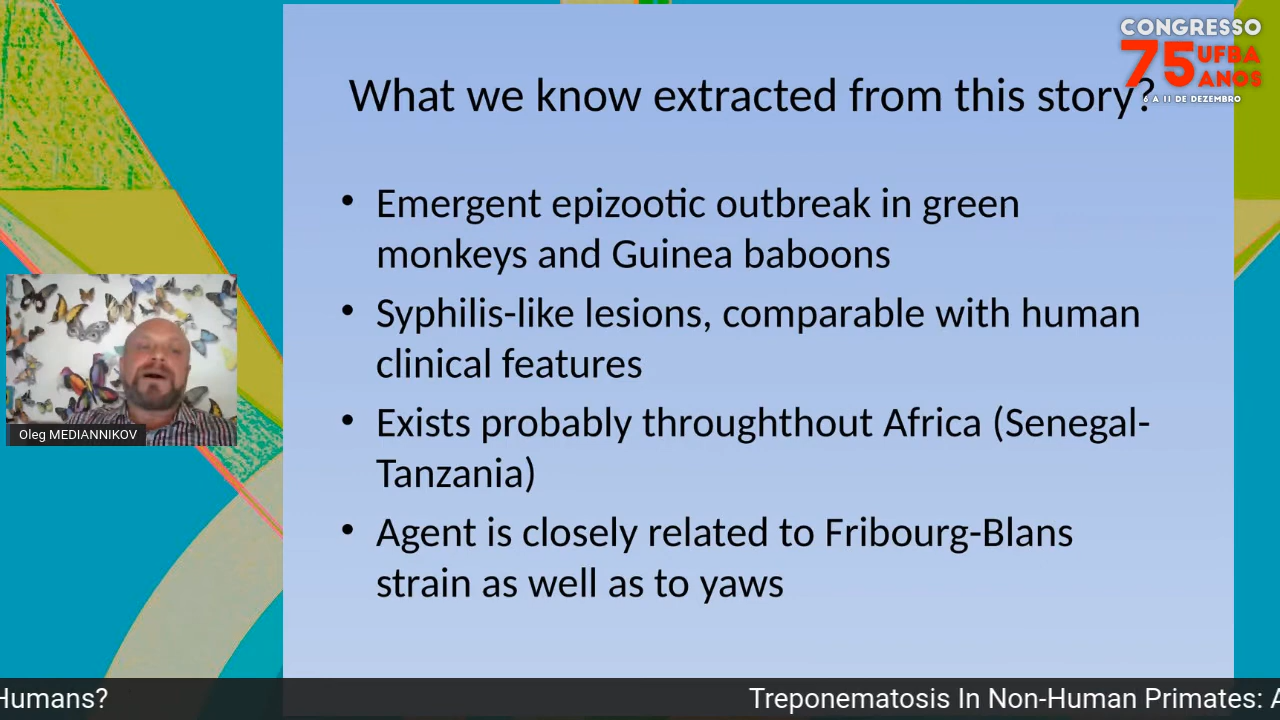 CONGRESSO
75 UFBA
ANOS
6 A 11 DE DEZEMBRO
What we know extracted from this story?
• Emergent epizootic outbreak in green
monkeys and Guinea baboons
• Syphilis-like lesions, comparable with human
clinical features
• Exists probably throughthout Africa (Senegal-
Tanzania)
• Agent is closely related to Fribourg-Blans
strain as well as to yaws
Oleg MEDIANNIKOV
Humans? Treponematosis In Non-Human Primates: A